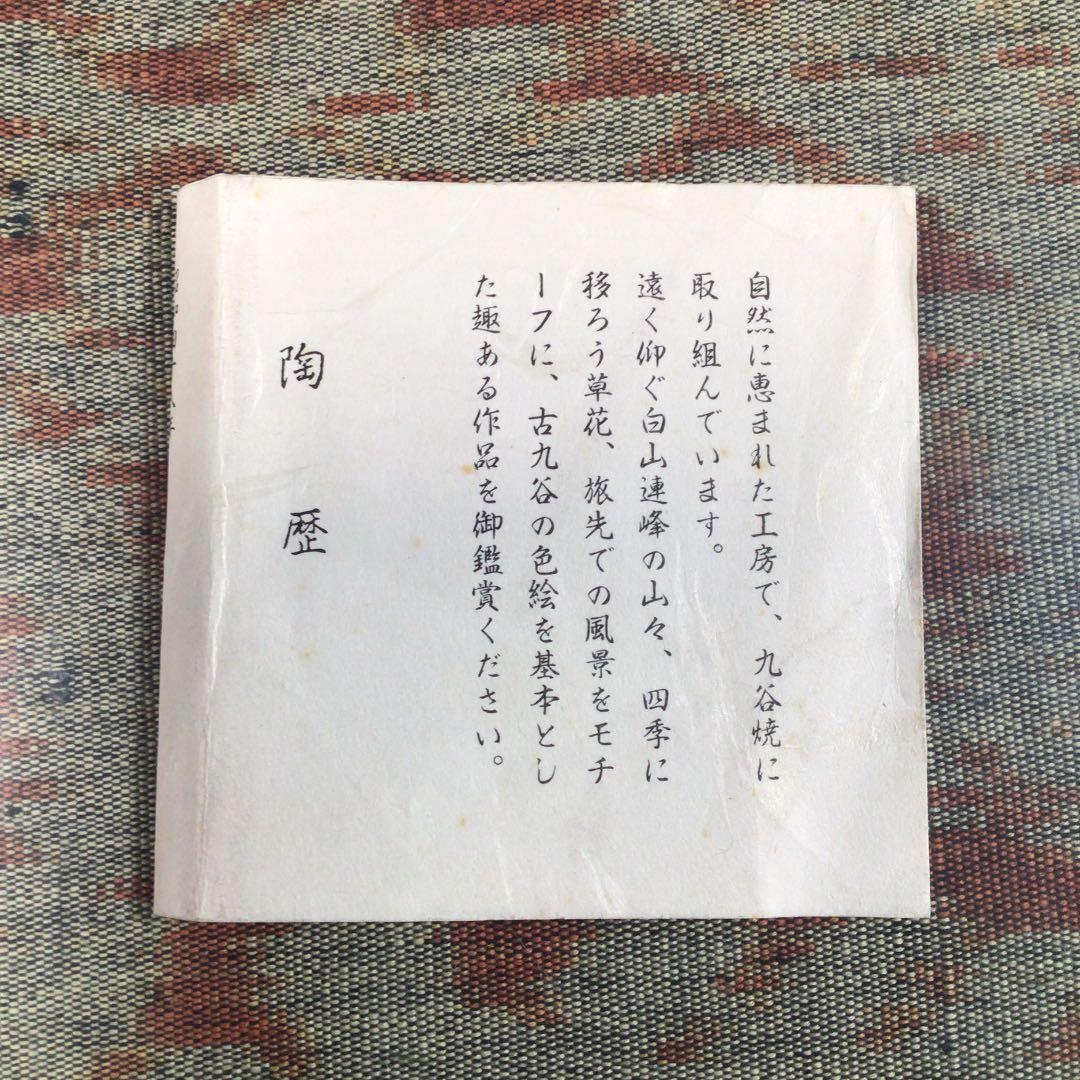 自然に恵まれた工房で、九谷焼に
取り組んでいます。
遠く仰ぐ白山連峰の山々、四季に
移ろう草花、旅先での風景をモチ
ーフに、古九谷の色絵を基本とし
た趣ある作品を御鑑賞ください。
陶歴